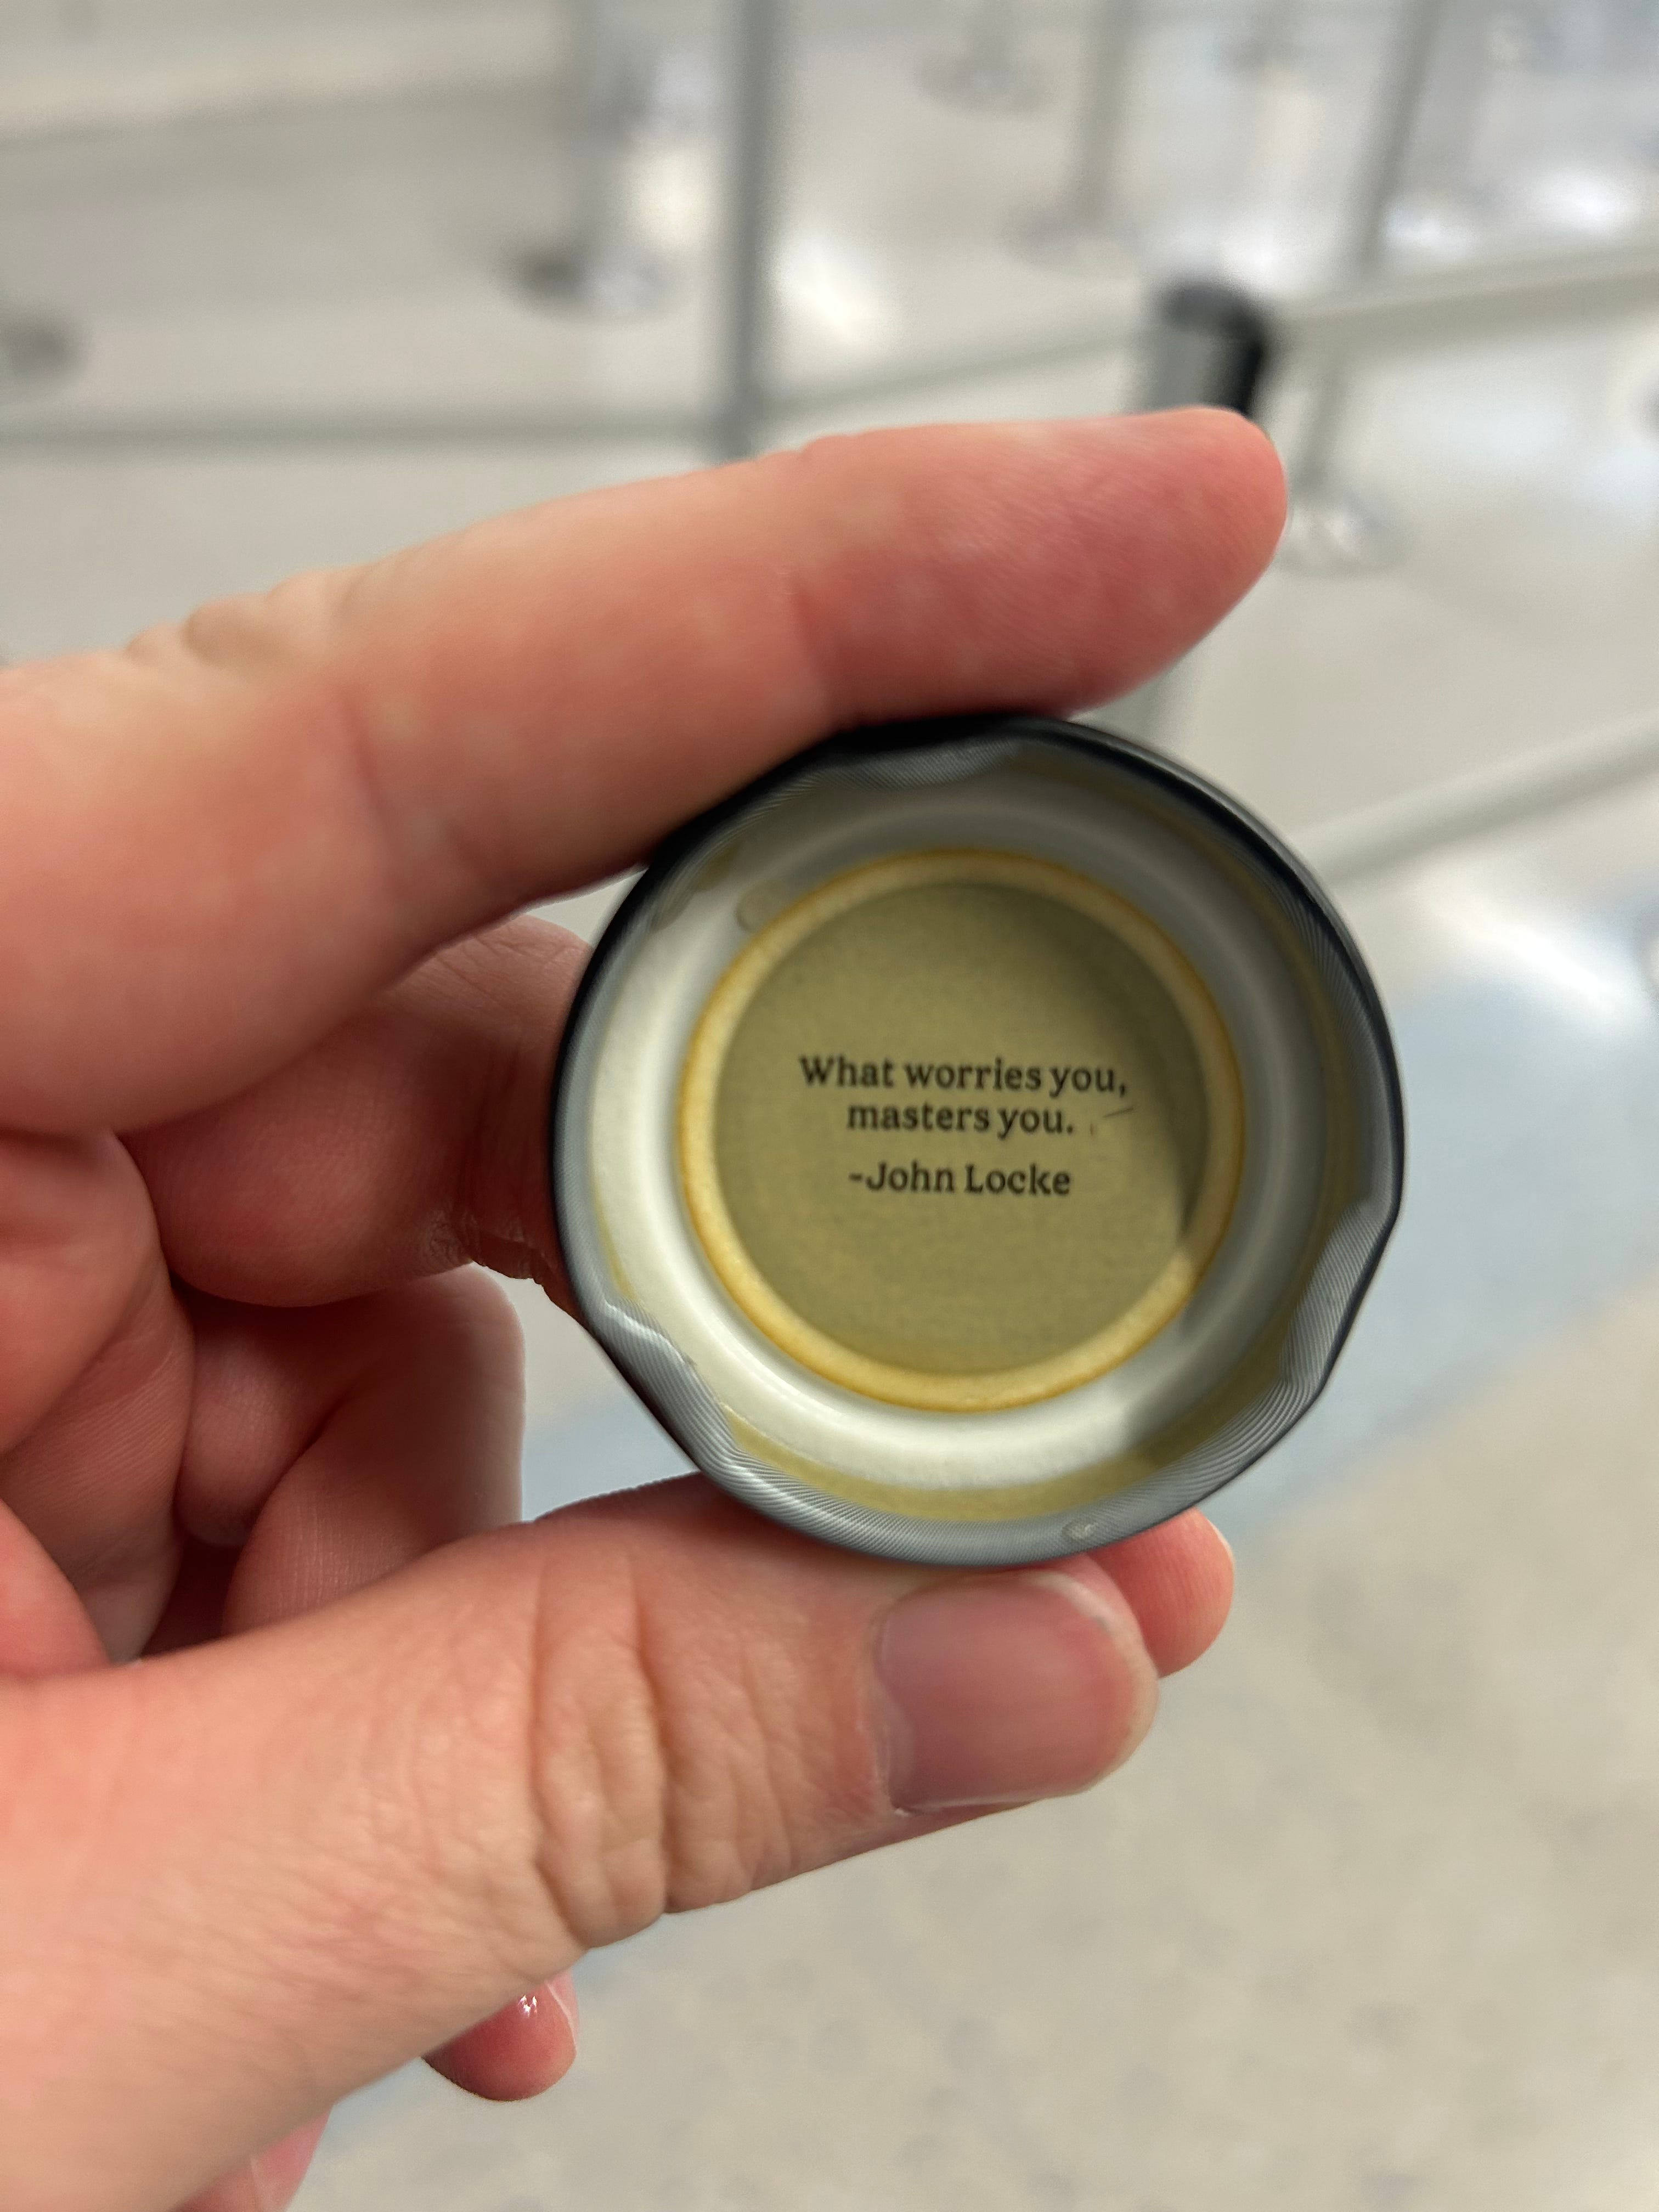 What worries you,
masters you.
-John Locke